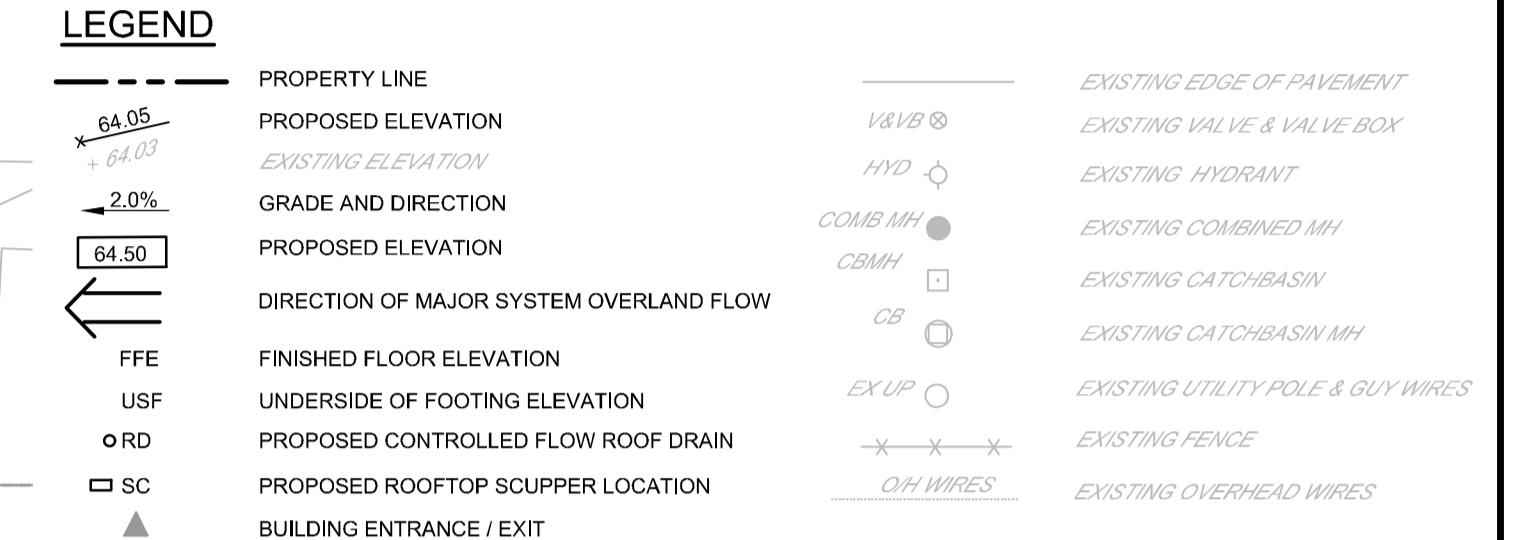 LEGEND
PROPERTY LINE
64.05 PROPOSED ELEVATION
+ 64.03 EXISTING ELEVATION
2.0% GRADE AND DIRECTION
64.50 PROPOSED ELEVATION
DIRECTION OF MAJOR SYSTEM OVERLAND FLOW
FFE FINISHED FLOOR ELEVATION
USF UNDERSIDE OF FOOTING ELEVATION
RD PROPOSED CONTROLLED FLOW ROOF DRAIN
SC PROPOSED ROOFTOP SCUPPER LOCATION
BUILDING ENTRANCE / EXIT
EXISTING EDGE OF PAVEMENT
V&VB EXISTING VALVE & VALVE BOX
HYD EXISTING HYDRANT
COMB MH EXISTING COMBINED MH
CBMH EXISTING CATCHBASIN
CB EXISTING CATCHBASIN MH
EX UP EXISTING UTILITY POLE & GUY WIRES
EXISTING FENCE
O/H WIRES EXISTING OVERHEAD WIRES